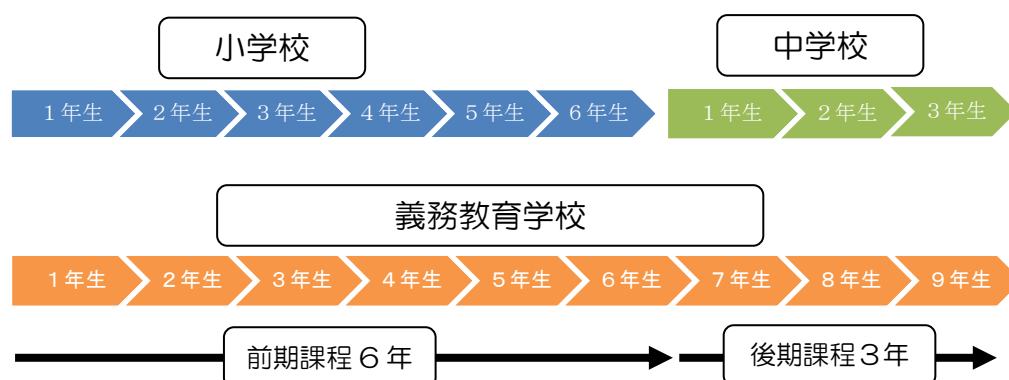 小学校
中学校
1年生 2年生 3年生 4年生 5年生 6年生 1年生 2年生 3年生
義務教育学校
1年生 2年生 3年生 4年生 5年生 6年生 7年生 8年生 9年生
前期課程6年
後期課程3年